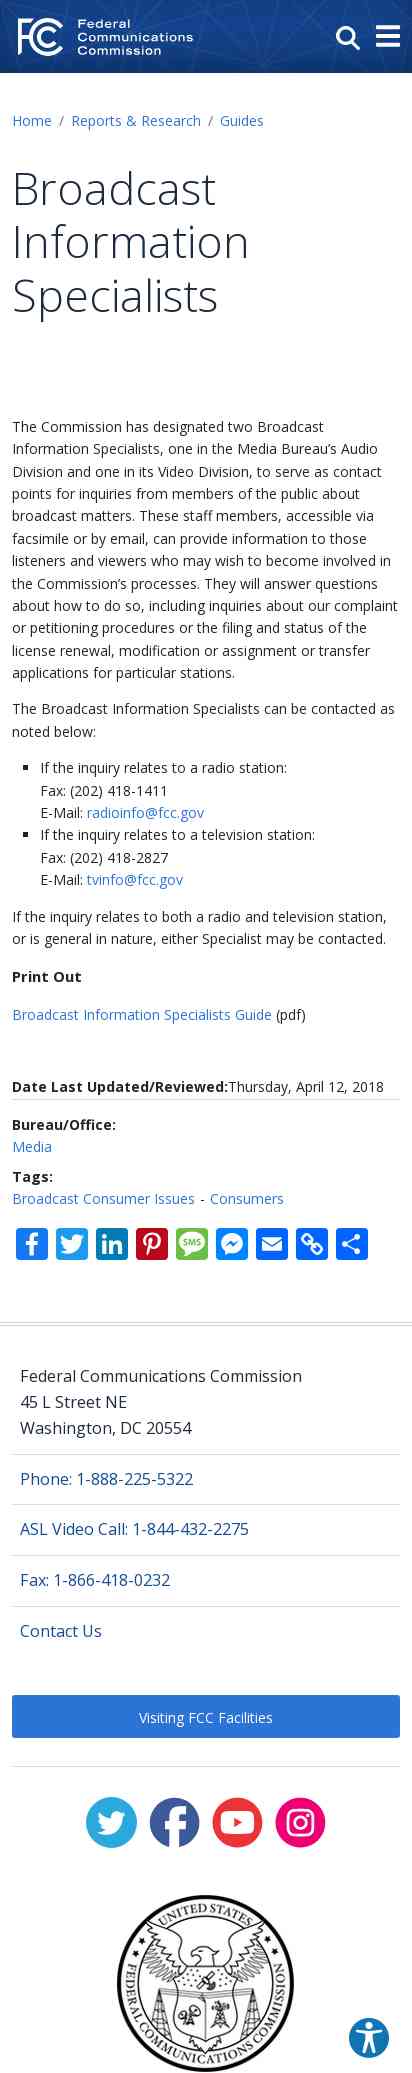 Federal
Communications
Commission
FCC
Home / Reports & Research / Guides
Broadcast
Information
Specialists
The Commission has designated two Broadcast
Information Specialists, one in the Media Bureau’s Audio
Division and one in its Video Division, to serve as contact
points for inquiries from members of the public about
broadcast matters. These staff members, accessible via
facsimile or by email, can provide information to those
listeners and viewers who may wish to become involved in
the Commission’s processes. They will answer questions
about how to do so, including inquiries about our complaint
or petitioning procedures or the filing and status of the
license renewal, modification or assignment or transfer
applications for particular stations.
The Broadcast Information Specialists can be contacted as
noted below:
If the inquiry relates to a radio station:
Fax: (202) 418-1411
E-Mail: radioinfo@fcc.gov
If the inquiry relates to a television station:
Fax: (202) 418-2827
E-Mail: tvinfo@fcc.gov
If the inquiry relates to both a radio and television station,
or is general in nature, either Specialist may be contacted.
Print Out
Broadcast Information Specialists Guide (pdf)
Date Last Updated/Reviewed:Thursday, April 12, 2018
Bureau/Office:
Media
Tags:
Broadcast Consumer Issues - Consumers
SMS
Federal Communications Commission
45 L Street NE
Washington, DC 20554
Phone: 1-888-225-5322
ASL Video Call: 1-844-432-2275
Fax: 1-866-418-0232
Contact Us
Visiting FCC Facilities
UNITED STATES
FEDERAL COMMUNICATIONS COMMISSION